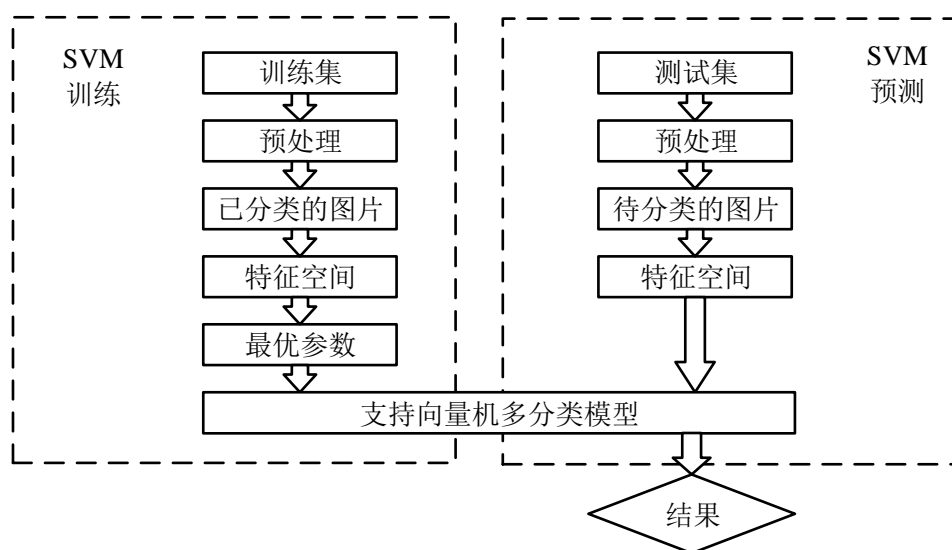 SVM
训练
训练集
预处理
已分类的图片
特征空间
最优参数
SVM
预测
测试集
预处理
待分类的图片
特征空间
支持向量机多分类模型
结果